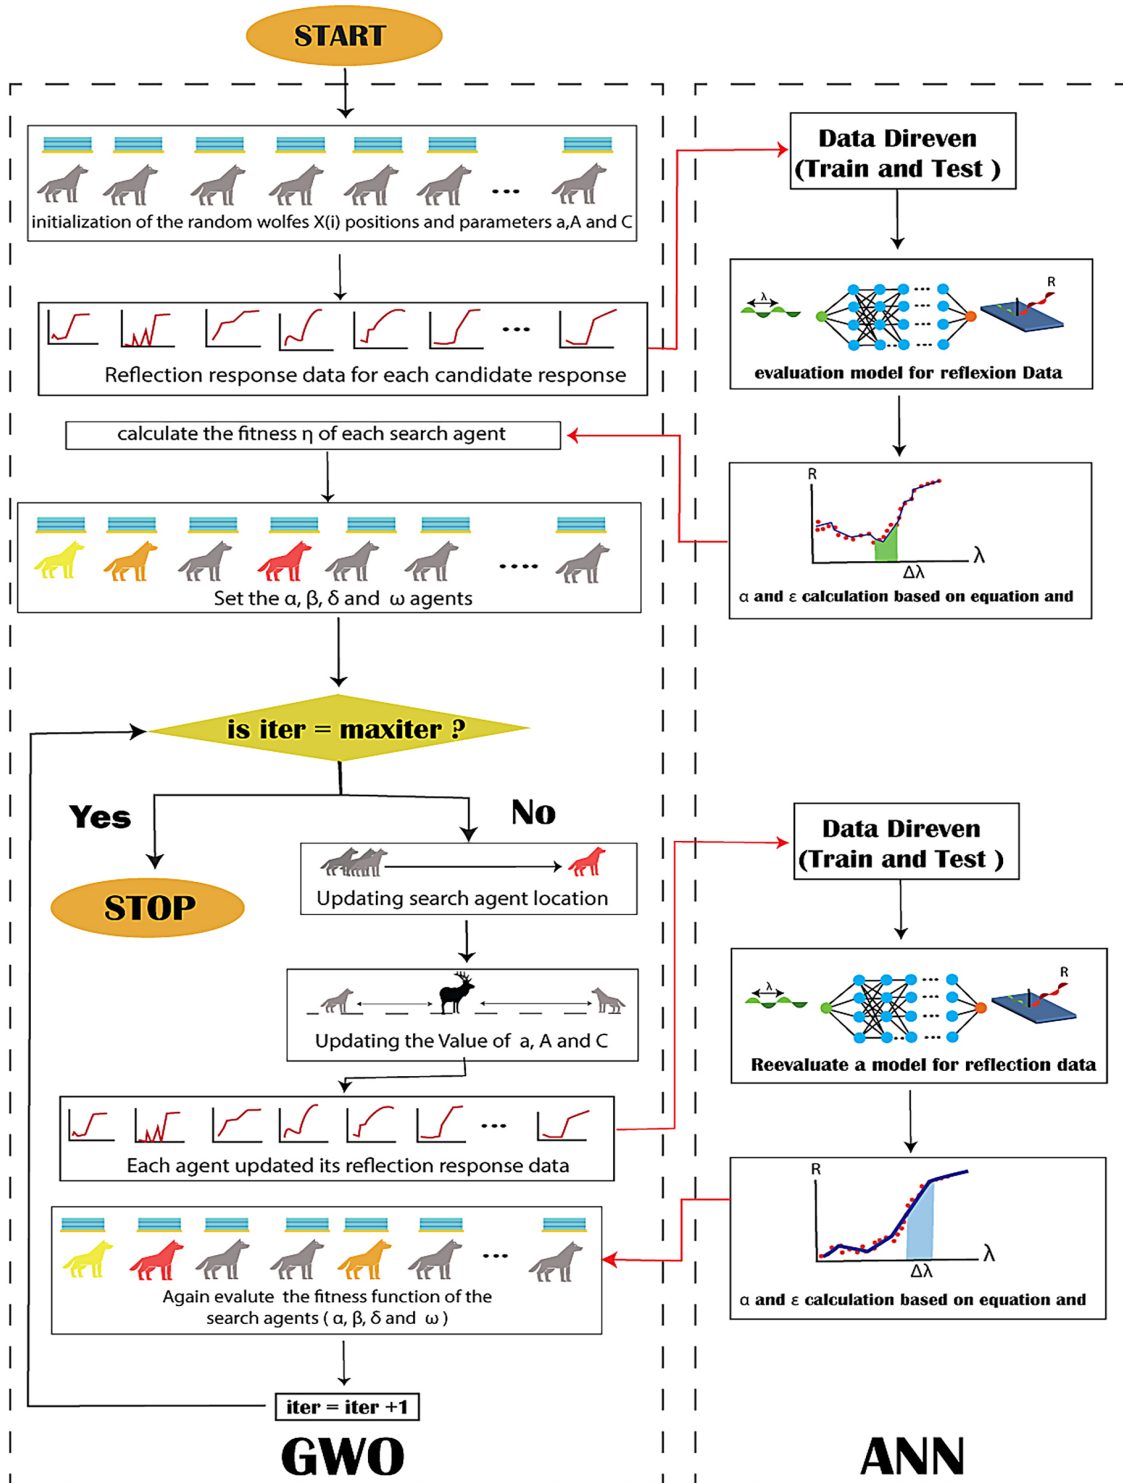 START
initialization of the random wolfes X(i) positions and parameters a,A and C
Reflection response data for each candidate response
calculate the fitness η of each search agent
Set the α, β, δ and ω agents
is iter = maxiter ?
Yes
No
STOP
Updating search agent location
Updating the Value of a, A and C
Each agent updated its reflection response data
Again evalute the fitness function of the
search agents ( α, β, δ and ω )
iter = iter +1
GWO
Data Direven
(Train and Test )
λ
R
evaluation model for reflexion Data
R
λ
Δλ
α and ε calculation based on equation and
Data Direven
(Train and Test )
λ
R
Reevaluate a model for reflection data
R
λ
Δλ
α and ε calculation based on equation and
ANN